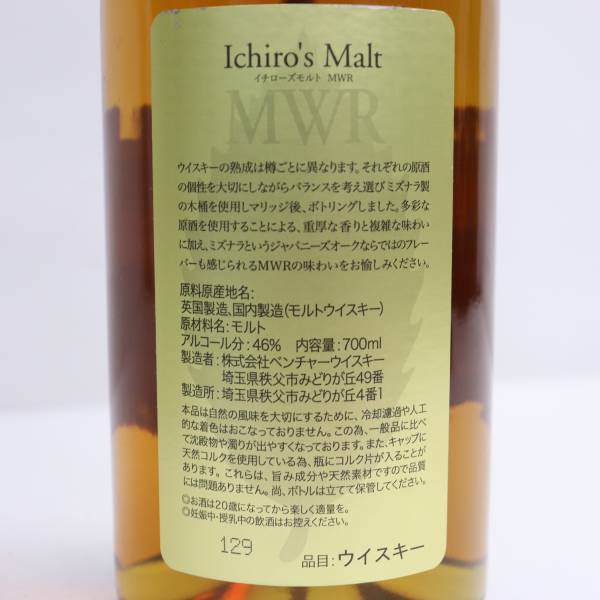 Ichiro's Malt
イチローズモルト MWR
MWR
ウイスキーの熟成は樽ごとに異なります。それぞれの原酒
の個性を大切にしながらバランスを考え選びミズナラ製
の木桶を使用しマリッジ後、ボトリングしました。多彩な
原酒を使用することによる、重厚な香りと複雑な味わい
に加え、ミズナラというジャパニーズオークならではのフレー
バーも感じられるMWRの味わいをお愉しみください。
原料原産地名:
英国製造、国内製造(モルトウイスキー)
原材料名:モルト
アルコール分:46% 内容量:700ml
製造者:株式会社ベンチャーウイスキー
埼玉県秩父市みどりが丘49番
製造所:埼玉県秩父市みどりが丘4番1
本品は自然の風味を大切にするために、冷却濾過や人工
的な着色はおこなっておりません。この為、一般品に比べ
て沈殿物や濁りが出やすくなっております。また、キャップに
天然コルクを使用している為、瓶にコルク片が入ることが
あります。これらは、旨み成分や天然素材ですので品質
には問題ありません。尚、ボトルは立てて保管してください。
◎お酒は20歳になってから楽しく適量を。
◎妊娠中・授乳中の飲酒はお控えください。
129
品目:ウイスキー